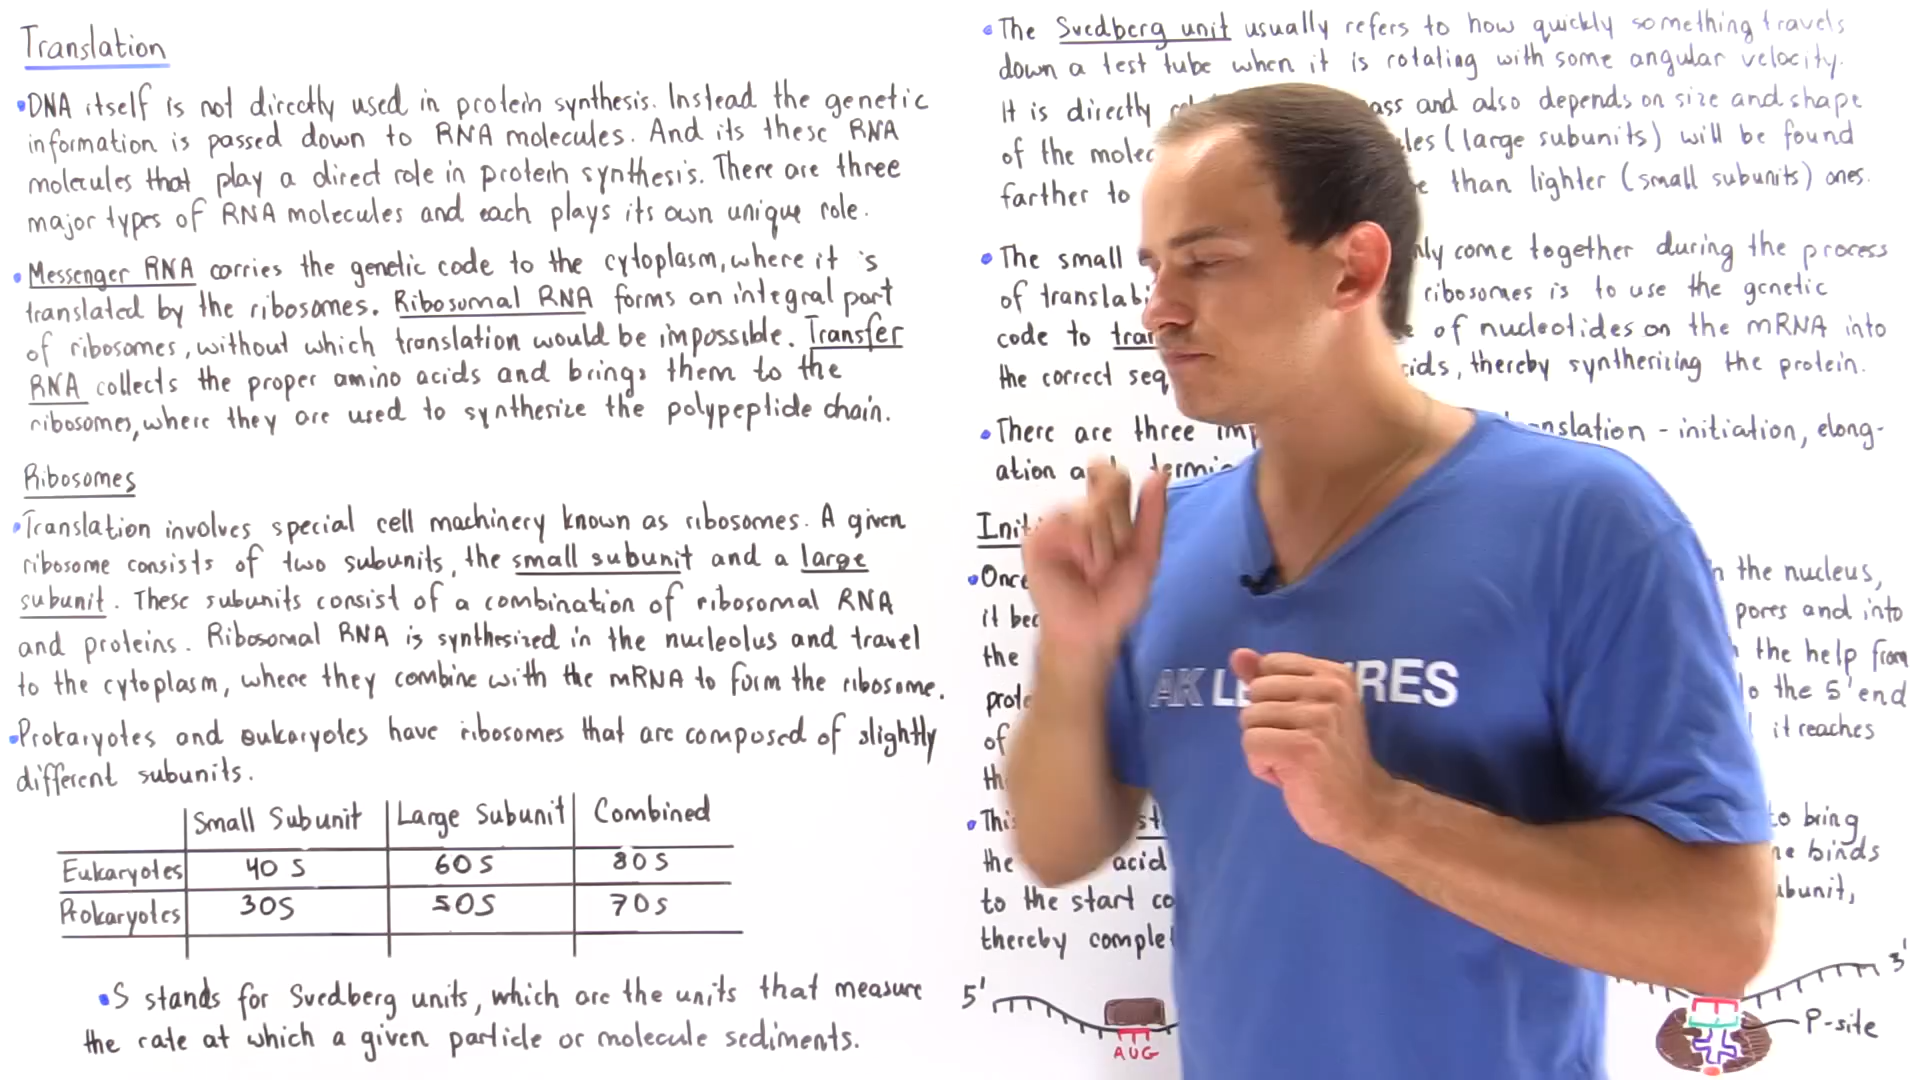 Translation
•DNA itself is not directly used in protein synthesis. Instead the genetic
information is passed down to RNA molecules. And its these RNA
molecules that play a direct role in protein synthesis. There are three
major types of RNA molecules and each plays its own unique role.
•Messenger RNA carries the genetic code to the cytoplasm, where it is
translated by the ribosomes. Ribosomal RNA forms an integral part
of ribosomes, without which translation would be impossible. Transfer
RNA collects the proper amino acids and brings them to the
ribosomes, where they are used to synthesize the polypeptide chain.
Ribosomes
•Translation involves special cell machinery known as ribosomes. A given
ribosome consists of two subunits, the small subunit and a large
subunit. These subunits consist of a combination of ribosomal RNA
and proteins. Ribosomal RNA is synthesized in the nucleolus and travel
to the cytoplasm, where they combine with the mRNA to form the ribosome.
•Prokaryotes and eukaryotes have ribosomes that are composed of slightly
different subunits.
Small Subunit Large Subunit Combined
Eukaryotes 40 S 60 S 80 S
Prokaryotes 30S 50S 70s
•S stands for Svedberg units, which are the units that measure
the rate at which a given particle or molecule sediments.
•The Svedberg unit usually refers to how quickly something travels
down a test tube when it is rotating with some angular velocity.
It is directly and also depends on size and shape
of the (large subunits) will be found
farther to than lighter (small subunits) ones.
•The small come together during the process
of ribosomes is to use the genetic
code to of nucleotides on the mRNA into
the correct thereby synthesizing the protein.
•There are three - initiation, elong-
ation
•Once the nucleus,
it pores and into
the the help from
to the 5' end
of it reaches
•This to bring
the acid binds
to the start
thereby
5' AUG 3'
P-site
AK LECTURES